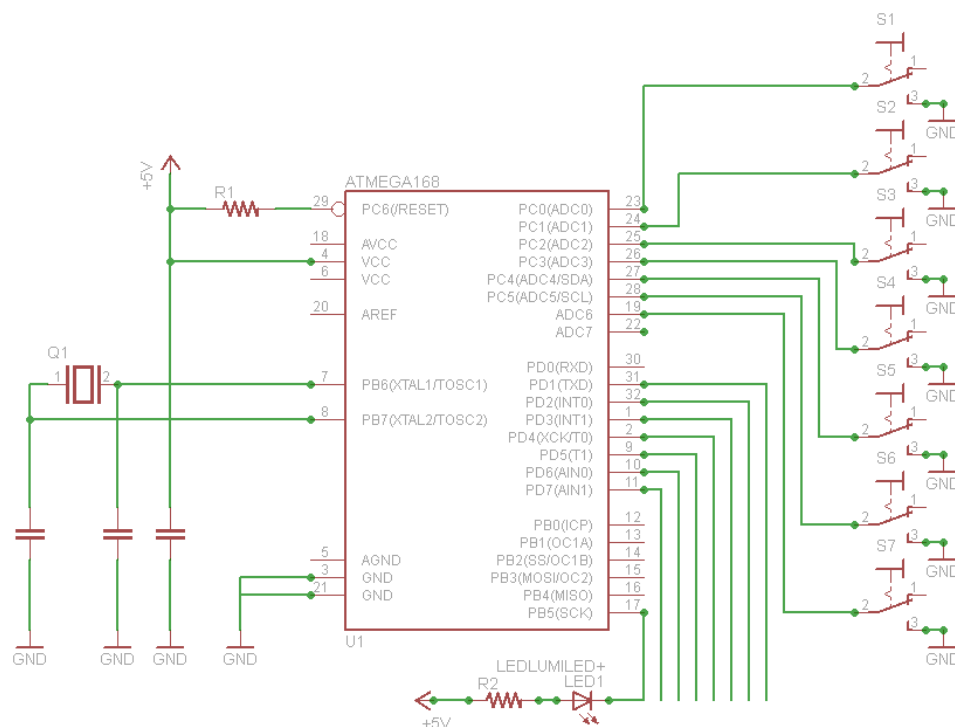 S1
1
2
3
GND
S2
1
2
3
GND
S3
1
2
3
GND
S4
1
2
3
GND
S5
1
2
3
GND
S6
1
2
3
GND
S7
1
2
3
GND
+5V
R1
ATMEGA168
29 PC6(/RESET)
18 AVCC
4 VCC
6 VCC
20 AREF
7 PB6(XTAL1/TOSC1)
8 PB7(XTAL2/TOSC2)
5 AGND
3 GND
21 GND
PC0(ADC0) 23
PC1(ADC1) 24
PC2(ADC2) 25
PC3(ADC3) 26
PC4(ADC4/SDA) 27
PC5(ADC5/SCL) 28
ADC6 19
ADC7 22
PD0(RXD) 30
PD1(TXD) 31
PD2(INT0) 32
PD3(INT1) 1
PD4(XCK/T0) 2
PD5(T1) 9
PD6(AIN0) 10
PD7(AIN1) 11
PB0(ICP) 12
PB1(OC1A) 13
PB2(SS/OC1B) 14
PB3(MOSI/OC2) 15
PB4(MISO) 16
PB5(SCK) 17
U1
Q1
1 2
GND GND GND GND
LEDLUMILED+
R2 LED1
+5V